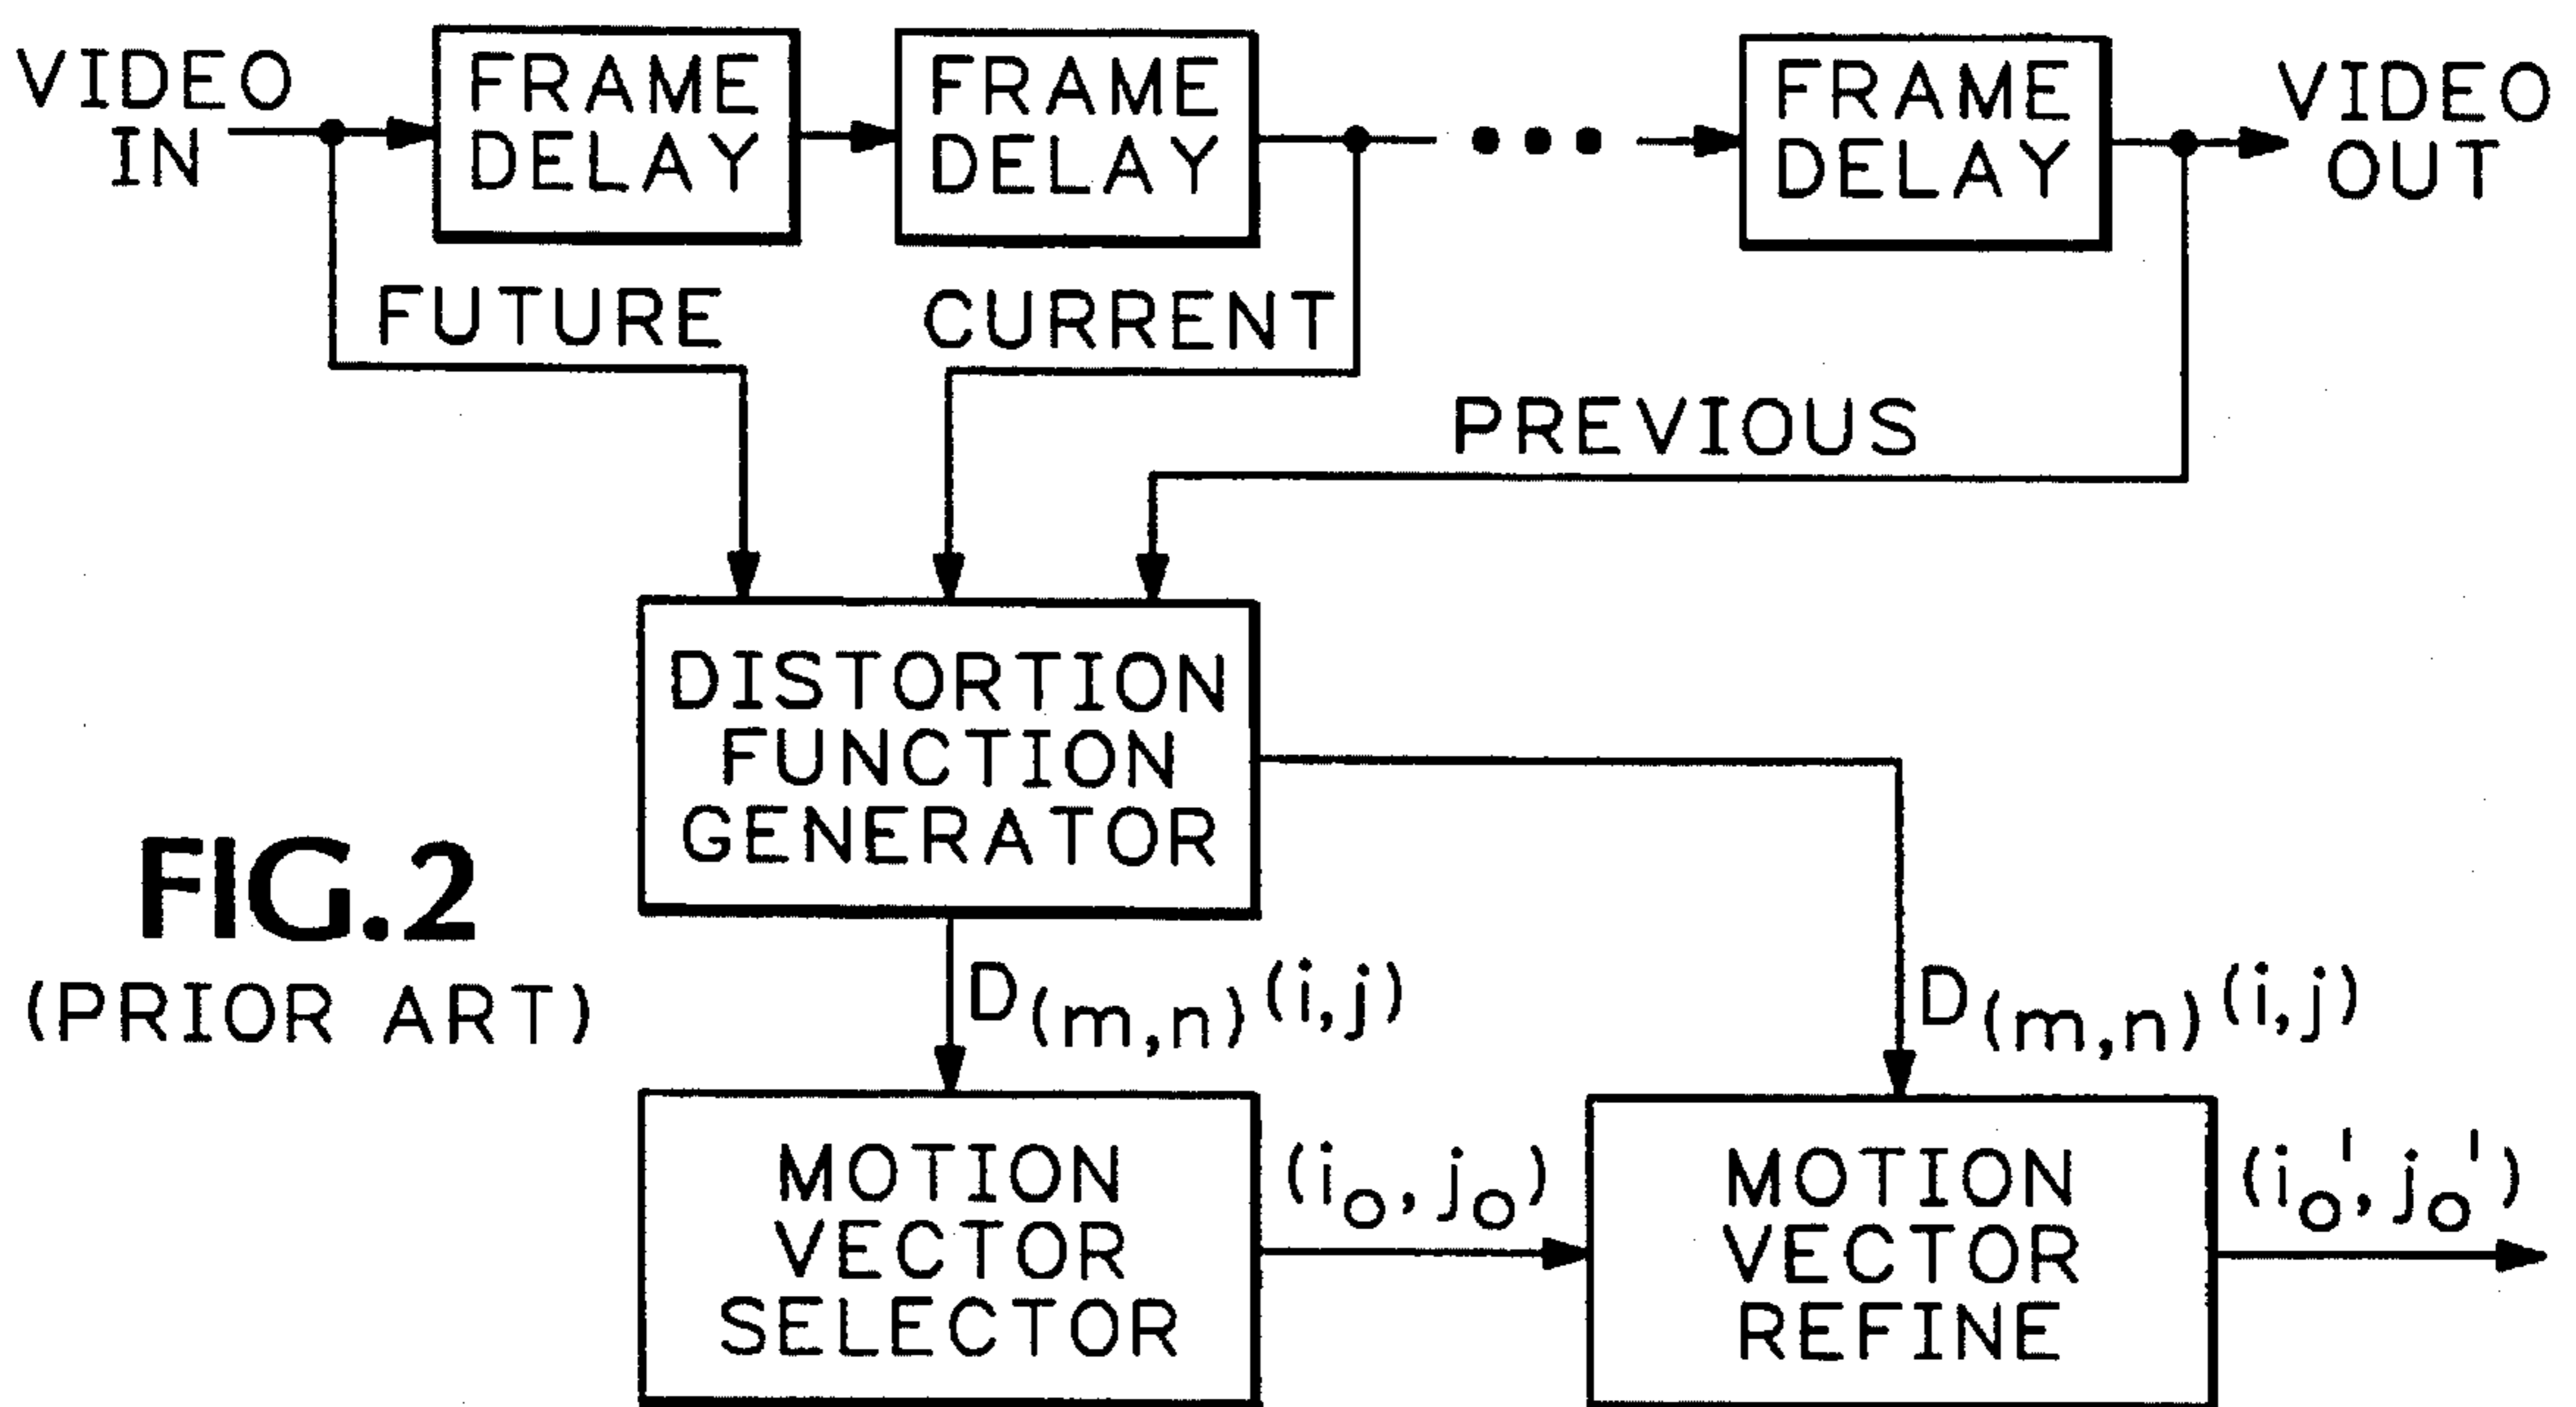 VIDEO
IN
FRAME
DELAY
FRAME
DELAY
FRAME
DELAY
VIDEO
OUT
FUTURE
CURRENT
PREVIOUS
DISTORTION
FUNCTION
GENERATOR
FIG.2
(PRIOR ART)
D(m,n)(i,j)
D(m,n)(i,j)
MOTION
VECTOR
SELECTOR
(io, jo)
MOTION
VECTOR
REFINE
(io', jo')